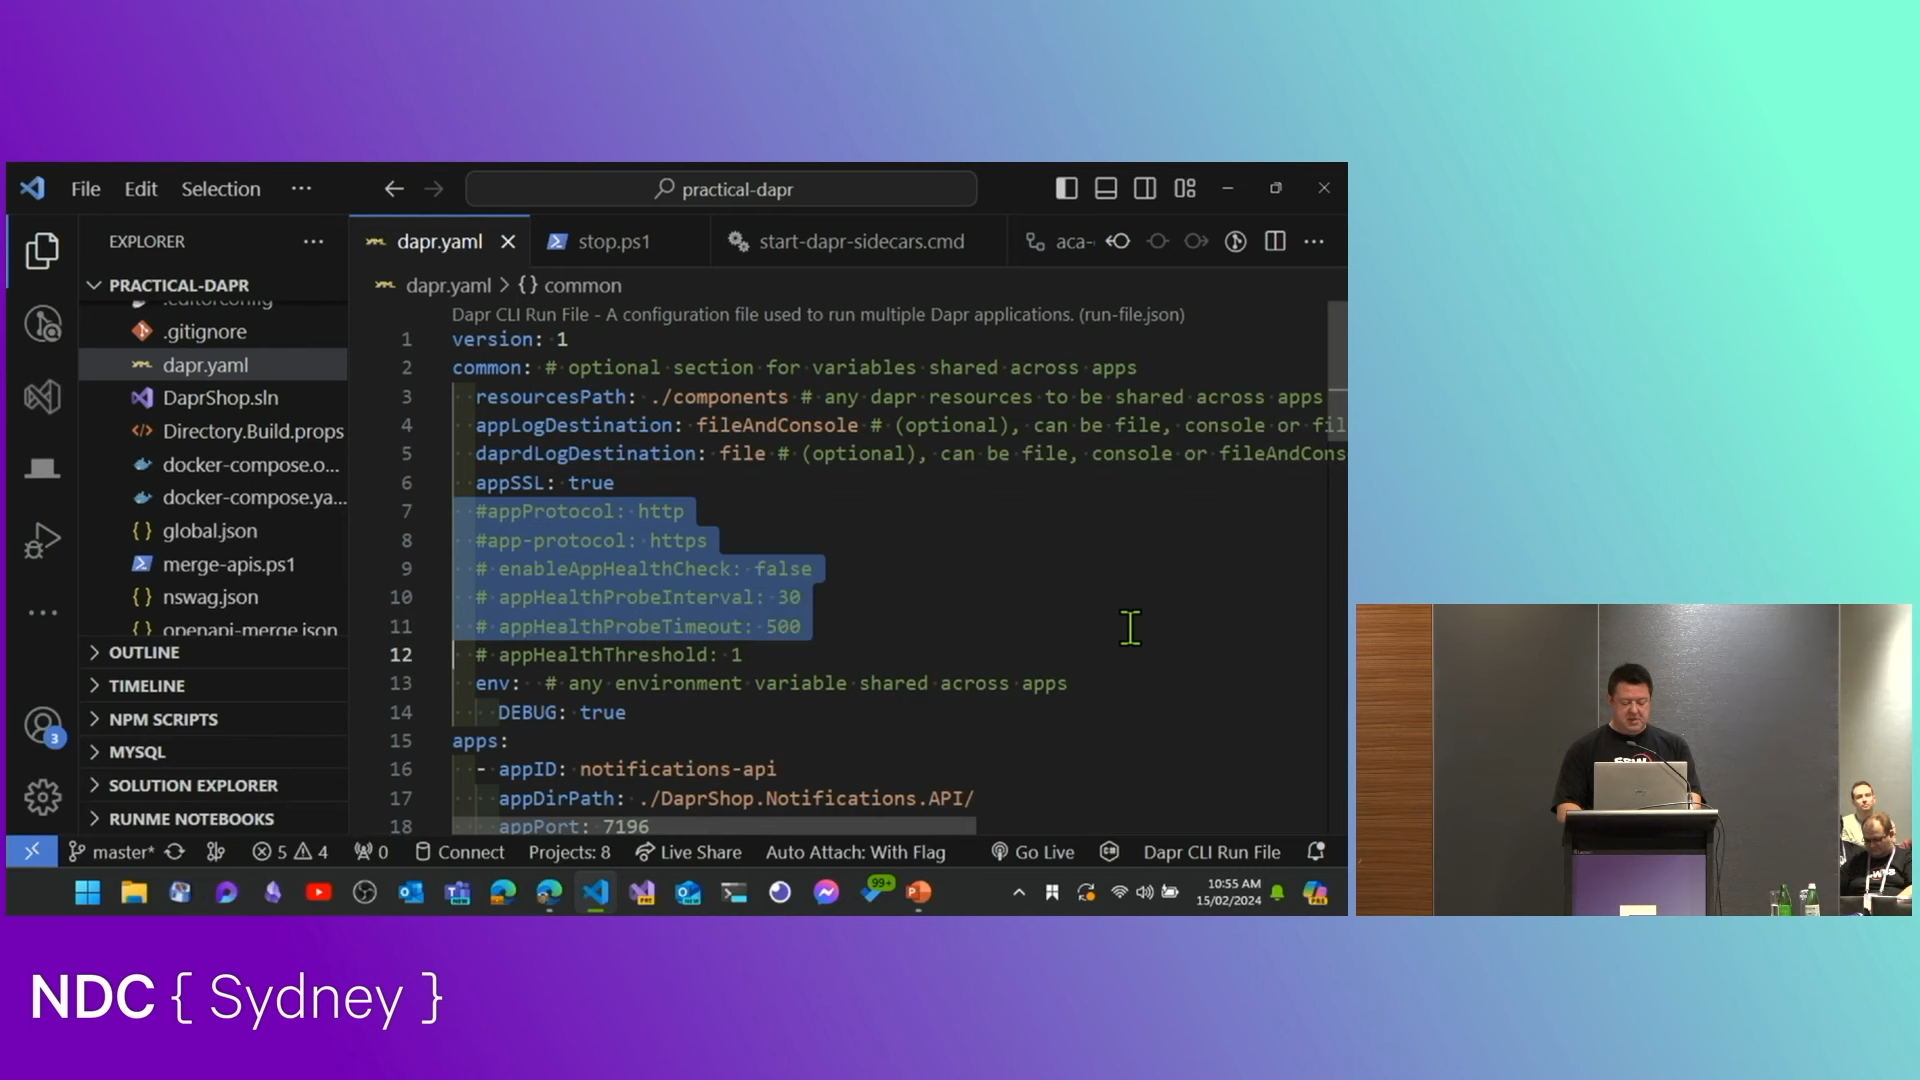 File Edit Selection ...
practical-dapr
EXPLORER ...
dapr.yaml
stop.ps1
start-dapr-sidecars.cmd
aca-
PRACTICAL-DAPR
.editorconfig
.gitignore
dapr.yaml
DaprShop.sln
Directory.Build.props
docker-compose.o...
docker-compose.ya...
global.json
merge-apis.ps1
nswag.json
openapi-merge.json
OUTLINE
TIMELINE
NPM SCRIPTS
MYSQL
SOLUTION EXPLORER
RUNME NOTEBOOKS
3
dapr.yaml > {} common
Dapr CLI Run File - A configuration file used to run multiple Dapr applications. (run-file.json)
1 version: 1
2 common: # optional section for variables shared across apps
3 resourcesPath: ./components # any dapr resources to be shared across apps
4 appLogDestination: fileAndConsole # (optional), can be file, console or fil
5 daprdLogDestination: file # (optional), can be file, console or fileAndCons
6 appSSL: true
7 #appProtocol: http
8 #app-protocol: https
9 # enableAppHealthCheck: false
10 # appHealthProbeInterval: 30
11 # appHealthProbeTimeout: 500
12 # appHealthThreshold: 1
13 env: # any environment variable shared across apps
14 DEBUG: true
15 apps:
16 - appID: notifications-api
17 appDirPath: ./DaprShop.Notifications.API/
18 appPort: 7196
master* 5 4 0 Connect Projects: 8 Live Share Auto Attach: With Flag Go Live Dapr CLI Run File
99+
10:55 AM
15/02/2024
NDC { Sydney }